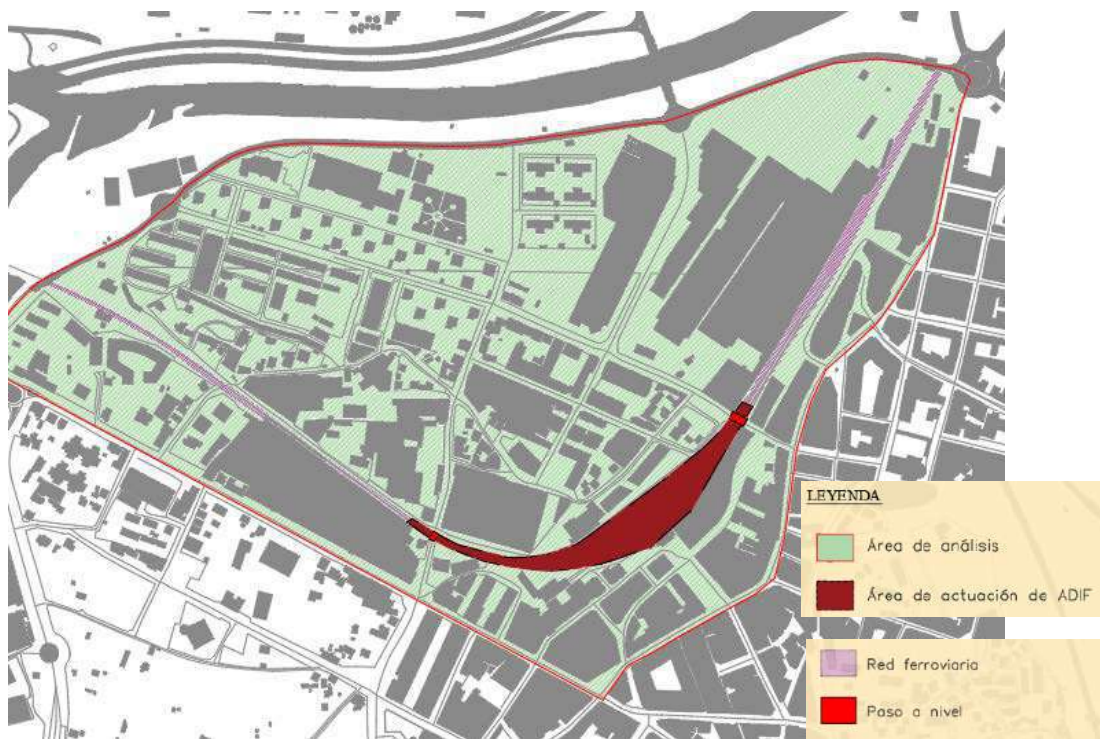 LEYENDA
Área de análisis
Área de actuación de ADIF
Red ferroviaria
Paso a nivel